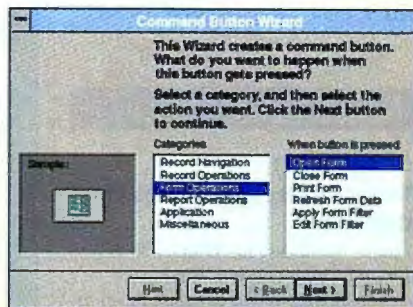 Command Button Wizard
This Wizard creates a command button.
What do you want to happen when
this button gets pressed?
Select a category, and then select the
action you want. Click the Next button
to continue.
Categories
When button is pressed
Sample:
Record Navigation
Record Operations
Form Operations
Report Operations
Application
Miscellaneous
Open Form
Close Form
Print Form
Refresh Form Data
Apply Form Filter
Edit Form Filter
Hint
Cancel
< Back
Next >
Finish